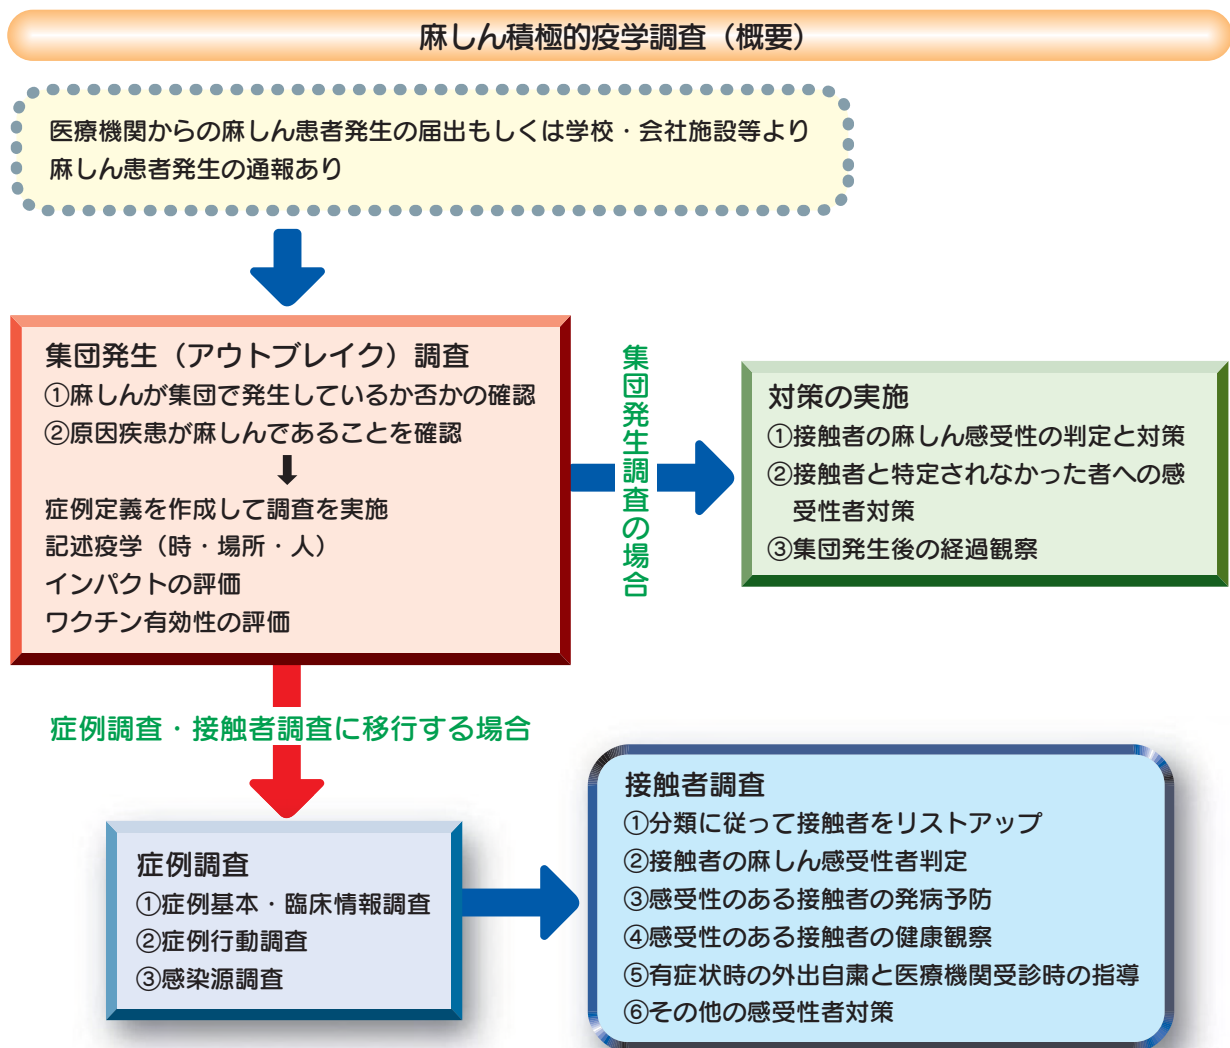 麻しん積極的疫学調査（概要）
医療機関からの麻しん患者発生の届出もしくは学校・会社施設等より
麻しん患者発生の通報あり
集団発生（アウトブレイク）調査
①麻しんが集団で発生しているか否かの確認
②原因疾患が麻しんであることを確認
症例定義を作成して調査を実施
記述疫学（時・場所・人）
インパクトの評価
ワクチン有効性の評価
集団発生調査の場合
対策の実施
①接触者の麻しん感受性の判定と対策
②接触者と特定されなかった者への感
受性者対策
③集団発生後の経過観察
症例調査・接触者調査に移行する場合
症例調査
①症例基本・臨床情報調査
②症例行動調査
③感染源調査
接触者調査
①分類に従って接触者をリストアップ
②接触者の麻しん感受性者判定
③感受性のある接触者の発病予防
④感受性のある接触者の健康観察
⑤有症状時の外出自粛と医療機関受診時の指導
⑥その他の感受性者対策